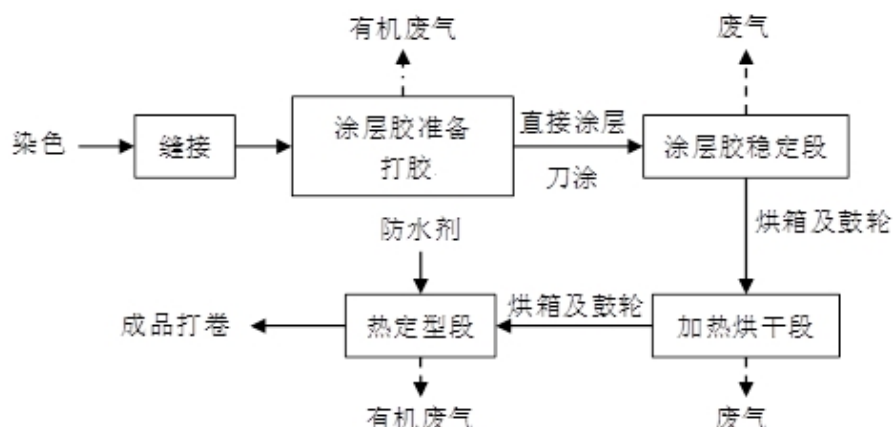 有机废气
废气
染色
缝接
涂层胶准备
打胶
直接涂层
刀涂
涂层胶稳定段
防水剂
烘箱及鼓轮
成品打卷
热定型段
烘箱及鼓轮
加热烘干段
有机废气
废气